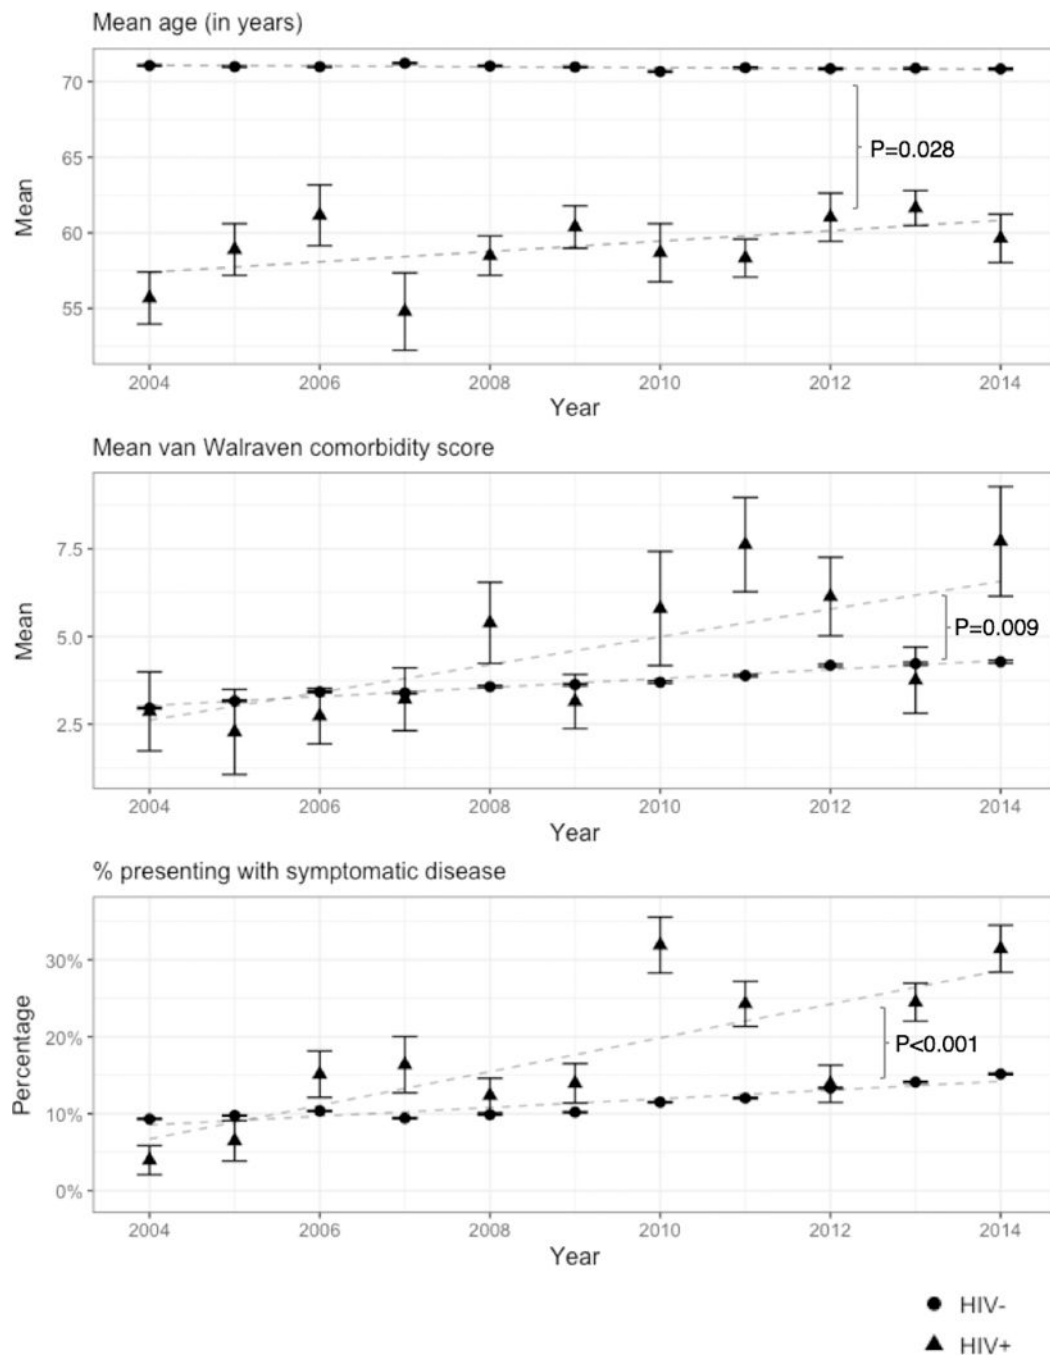 Mean age (in years)
70
65
60
55
Mean
P=0.028
2004 2006 2008 2010 2012 2014
Year
Mean van Walraven comorbidity score
7.5
5.0
2.5
Mean
P=0.009
2004 2006 2008 2010 2012 2014
Year
% presenting with symptomatic disease
30%
20%
10%
0%
Percentage
P<0.001
2004 2006 2008 2010 2012 2014
Year
HIV-
HIV+